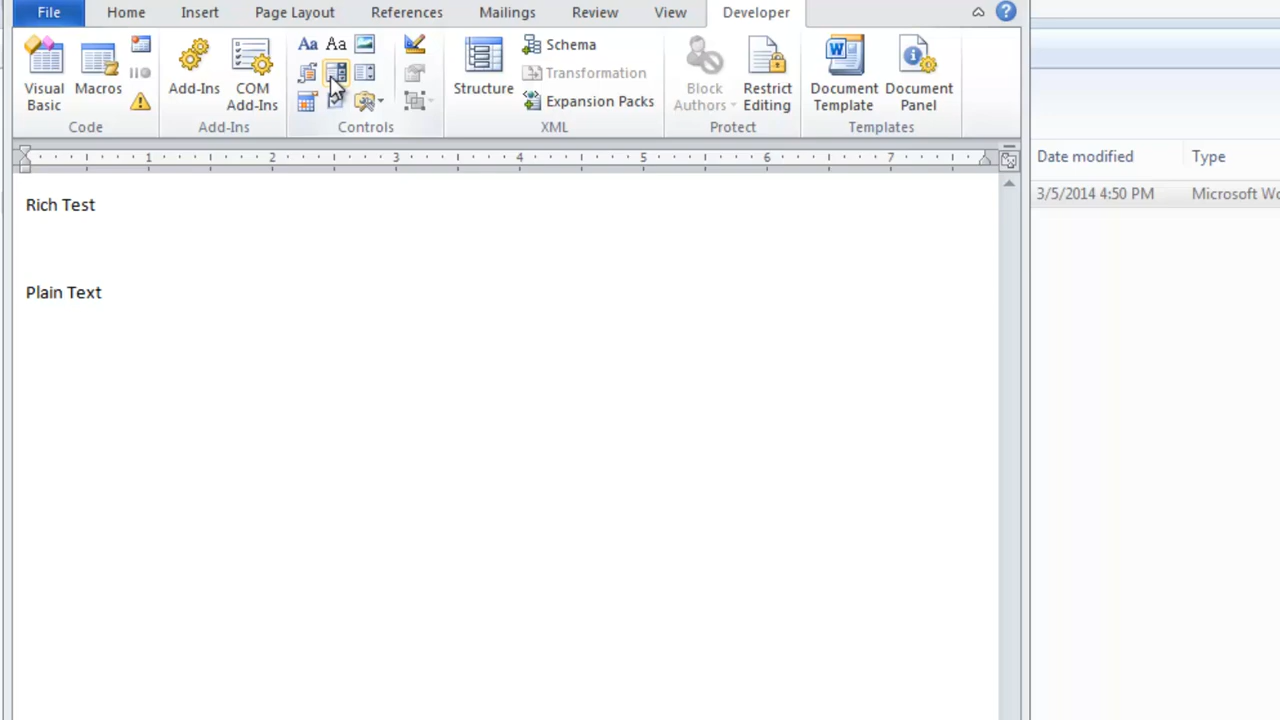 File Home Insert Page Layout References Mailings Review View Developer
Visual Basic
Macros
Code
Add-Ins
COM Add-Ins
Add-Ins
Aa Aa
Controls
Structure
Schema
Transformation
Expansion Packs
XML
Block Authors
Restrict Editing
Protect
Document Template
Document Panel
Templates
1 2 3 4 5 6 7
Date modified Type
3/5/2014 4:50 PM Microsoft Wo
Rich Test
Plain Text